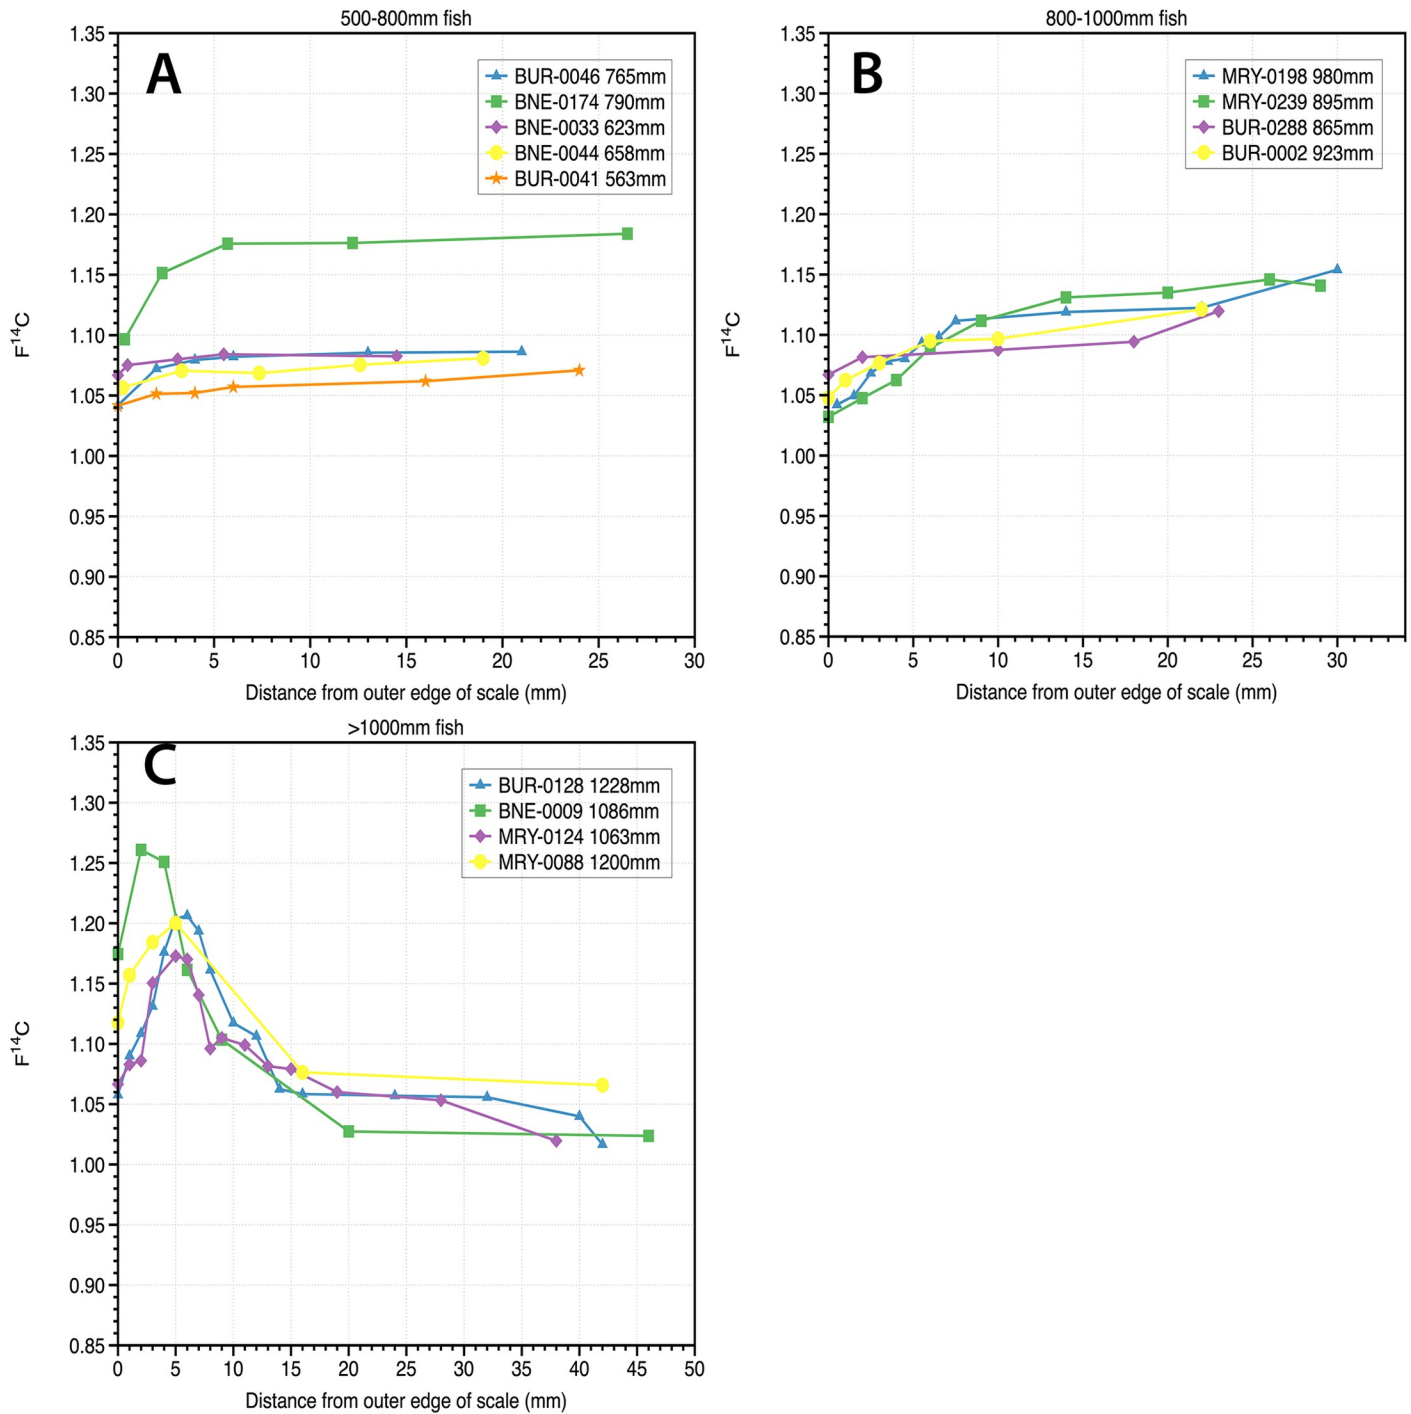 500-800mm fish
A
1.35
1.30
1.25
1.20
1.15
1.10
1.05
1.00
0.95
0.90
0.85
F14C
BUR-0046 765mm
BNE-0174 790mm
BNE-0033 623mm
BNE-0044 658mm
BUR-0041 563mm
0 5 10 15 20 25 30
Distance from outer edge of scale (mm)
800-1000mm fish
B
1.35
1.30
1.25
1.20
1.15
1.10
1.05
1.00
0.95
0.90
0.85
F14C
MRY-0198 980mm
MRY-0239 895mm
BUR-0288 865mm
BUR-0002 923mm
0 5 10 15 20 25 30
Distance from outer edge of scale (mm)
>1000mm fish
C
1.35
1.30
1.25
1.20
1.15
1.10
1.05
1.00
0.95
0.90
0.85
F14C
BUR-0128 1228mm
BNE-0009 1086mm
MRY-0124 1063mm
MRY-0088 1200mm
0 5 10 15 20 25 30 35 40 45 50
Distance from outer edge of scale (mm)